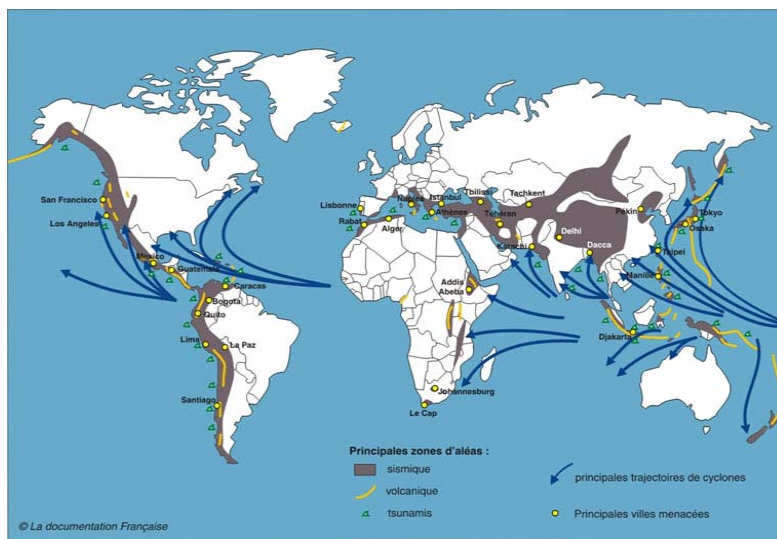 San Francisco
Los Angeles
Mexico
Guatemala
Caracas
Bogota
Quito
Lima
La Paz
Santiago
Lisbonne
Rabat
Alger
Naples
Istanbul
Athènes
Tbilissi
Téhéran
Tachkent
Karachi
Delhi
Dacca
Pékin
Tokyo
Osaka
Taipei
Manille
Djakarta
Addis
Abeba
Johannesburg
Le Cap
Principales zones d'aléas :
sismique
volcanique
tsunamis
principales trajectoires de cyclones
Principales villes menacées
© La documentation Française